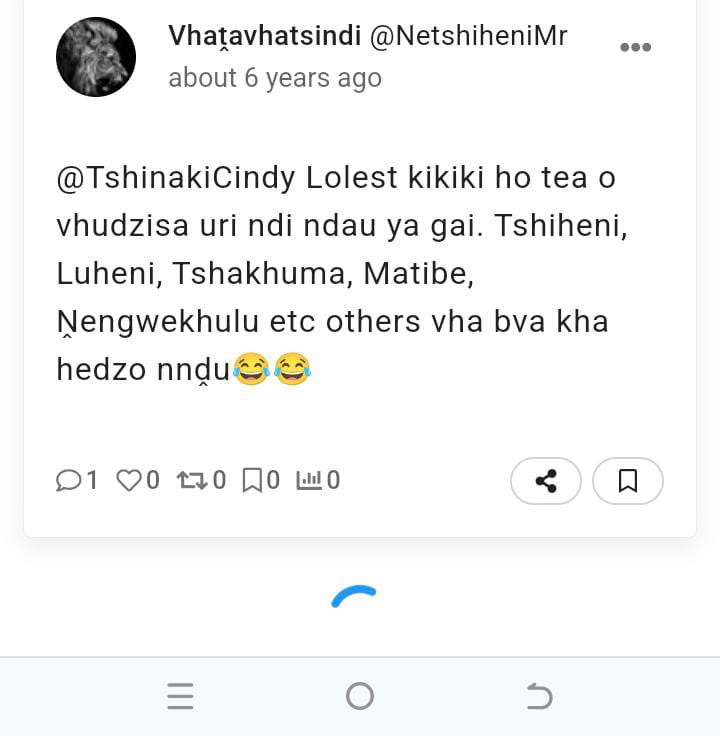 Vhaṱavhatsindi @NetshiheniMr
about 6 years ago
@TshinakiCindy Lolest kikiki ho tea o
vhudzisa uri ndi ndau ya gai. Tshiheni,
Luheni, Tshakhuma, Matibe,
Ṋengwekhulu etc others vha bva kha
hedzo nnḓu😂😂
1 0 0 0 0